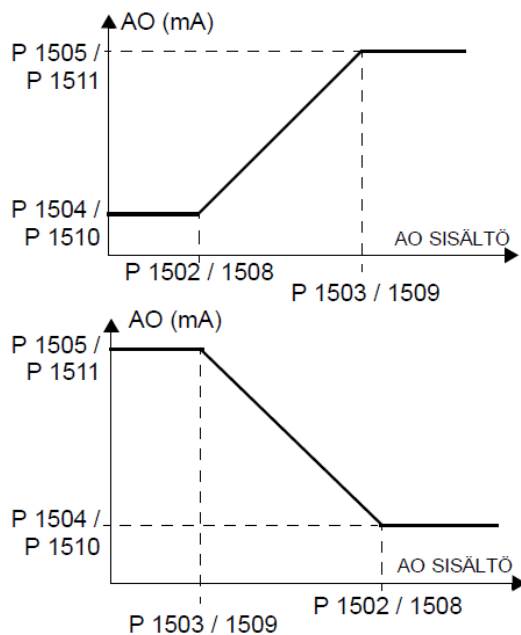 AO (mA)
P 1505 /
P 1511
P 1504 /
P 1510
AO SISÄLTÖ
P 1502 / 1508
P 1503 / 1509
AO (mA)
P 1505 /
P 1511
P 1504 /
P 1510
AO SISÄLTÖ
P 1502 / 1508
P 1503 / 1509